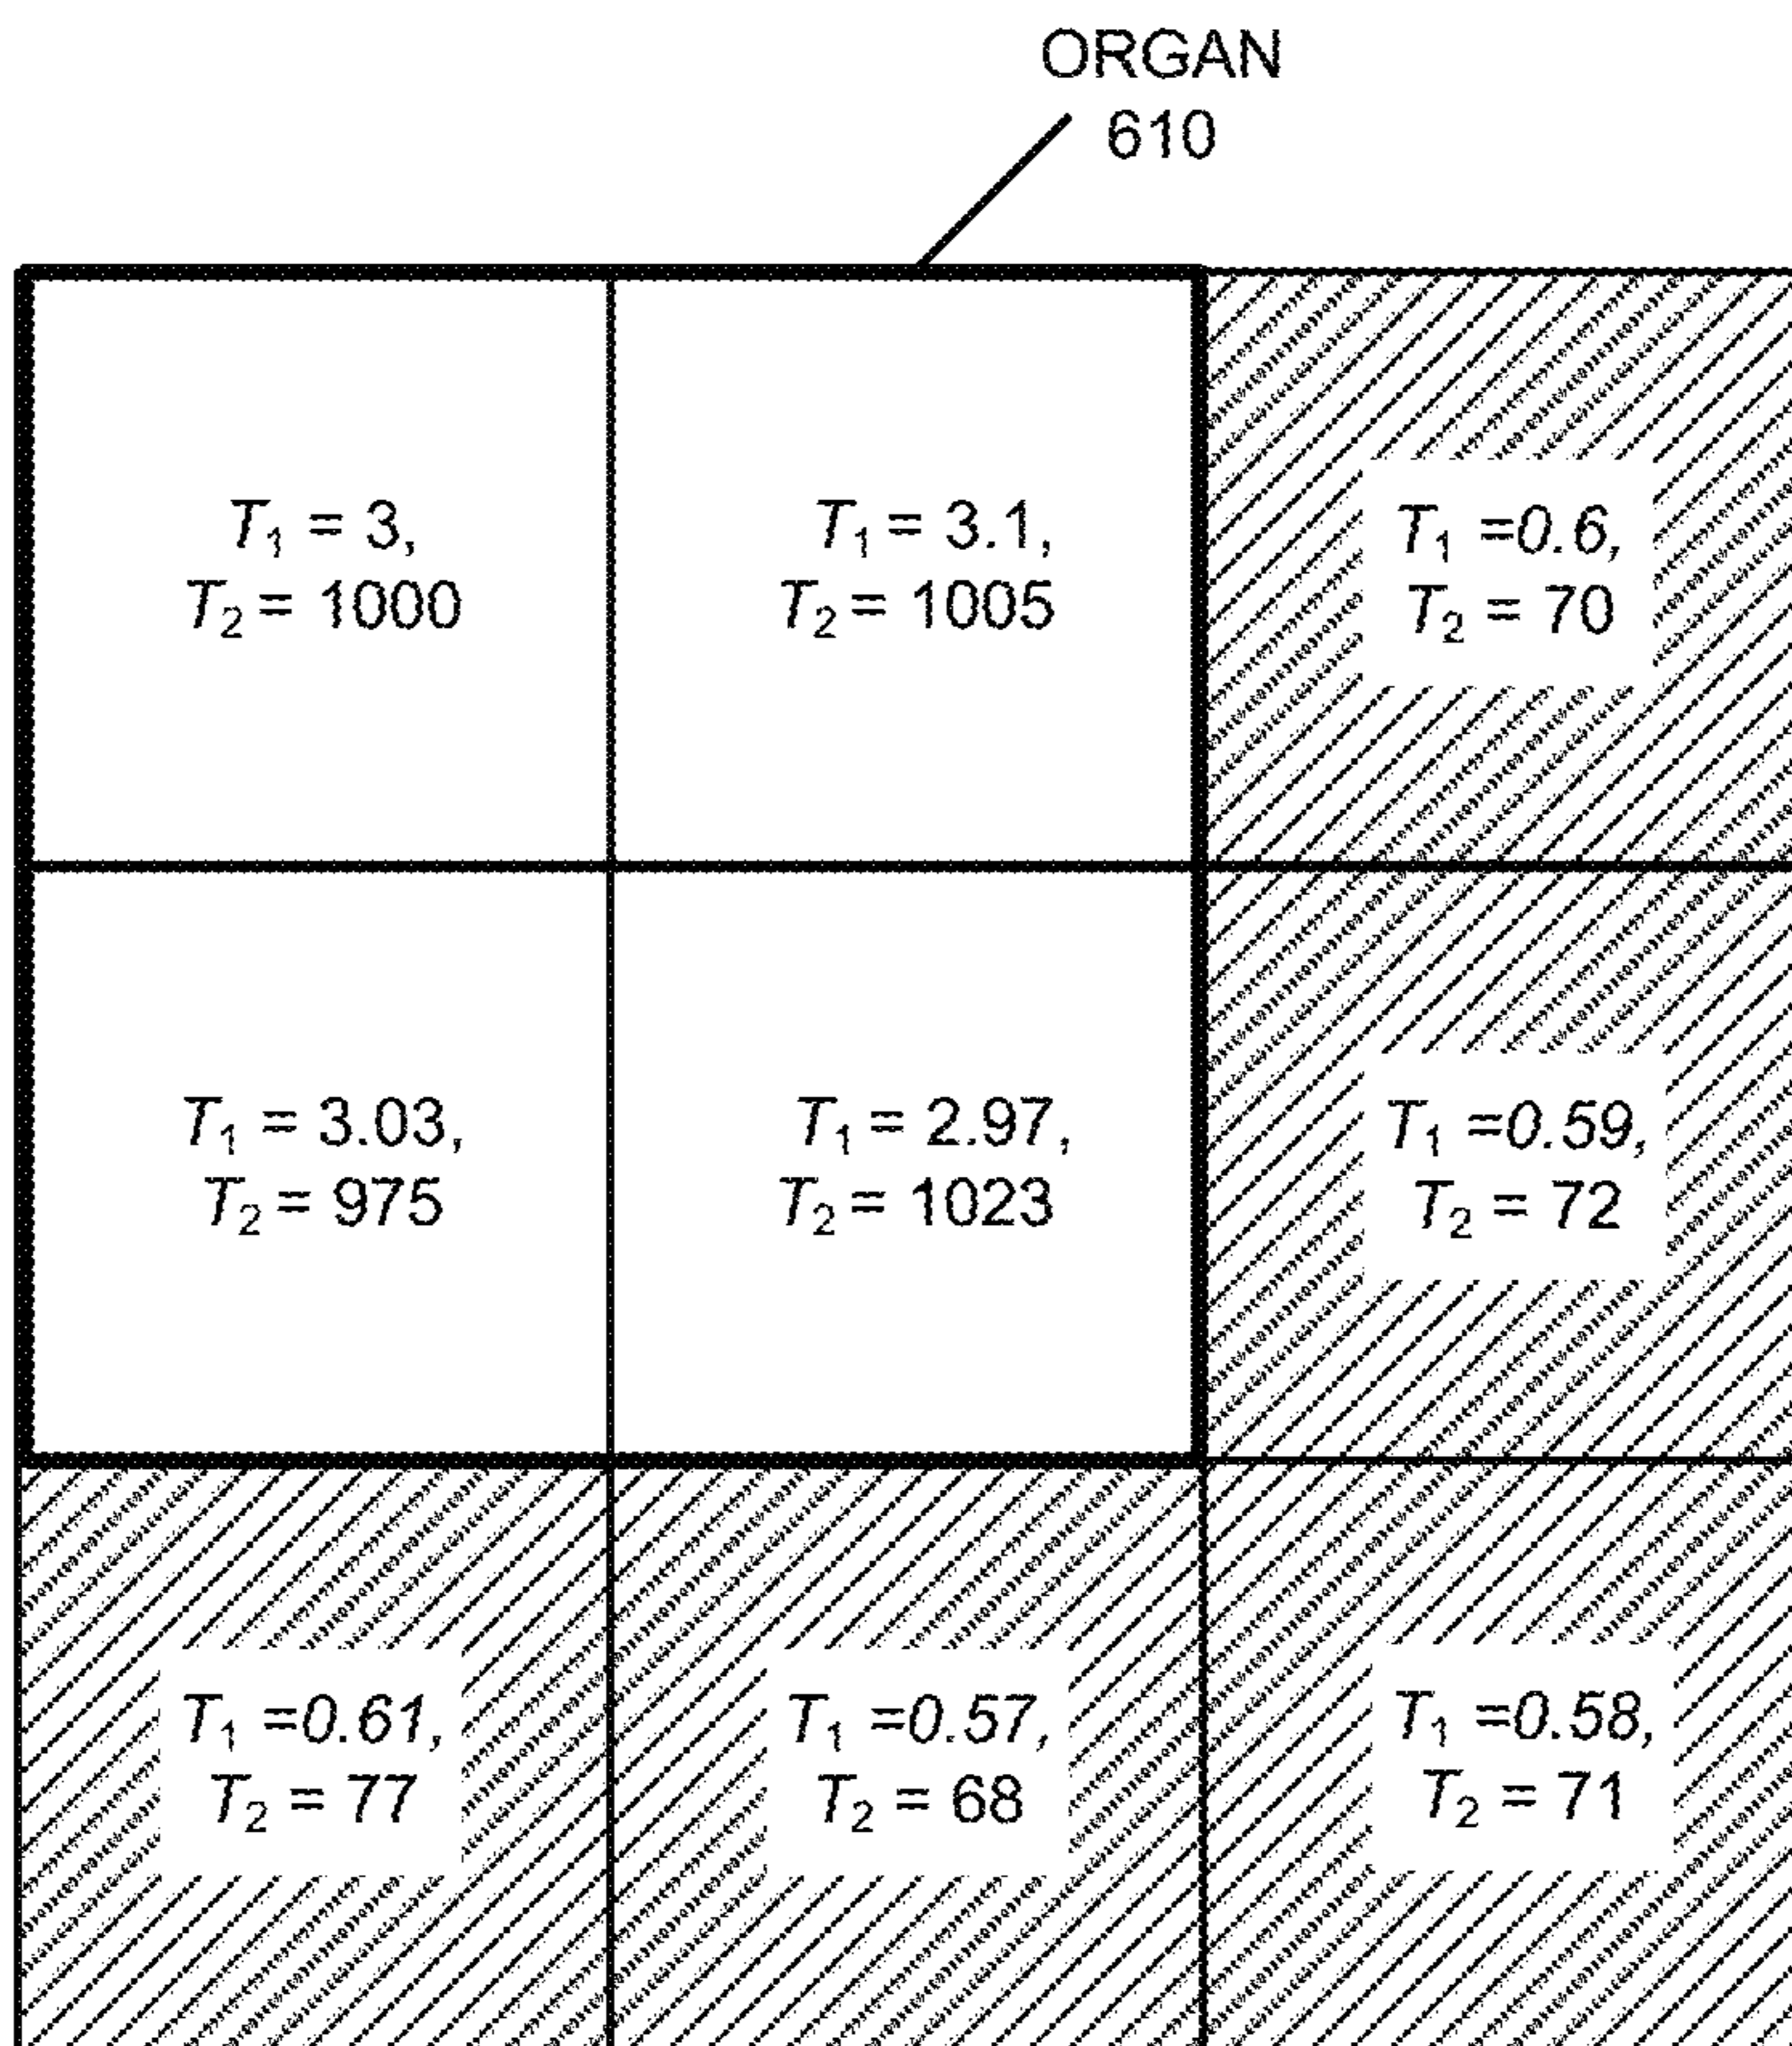 ORGAN
610
T₁ = 3,
T₂ = 1000
T₁ = 3.1,
T₂ = 1005
T₁ =0.6,
T₂ = 70
T₁ = 3.03,
T₂ = 975
T₁ = 2.97,
T₂ = 1023
T₁ =0.59,
T₂ = 72
T₁ =0.61,
T₂ = 77
T₁ =0.57,
T₂ = 68
T₁ =0.58,
T₂ = 71